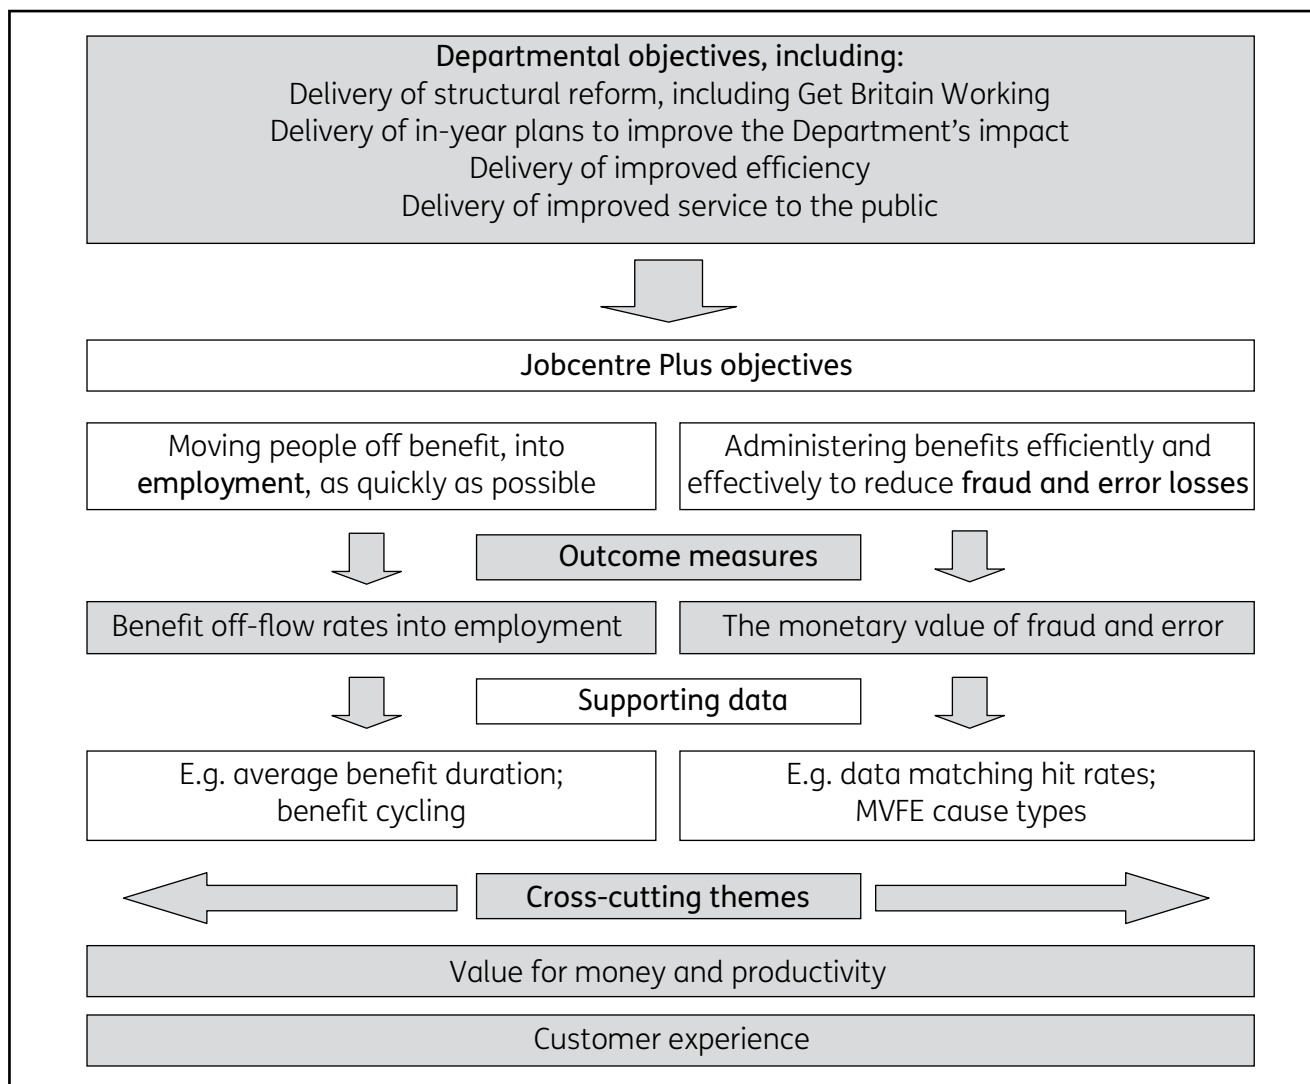 Departmental objectives, including:
Delivery of structural reform, including Get Britain Working
Delivery of in-year plans to improve the Department’s impact
Delivery of improved efficiency
Delivery of improved service to the public
Jobcentre Plus objectives
Moving people off benefit, into
employment, as quickly as possible
Administering benefits efficiently and
effectively to reduce fraud and error losses
Outcome measures
Benefit off-flow rates into employment
The monetary value of fraud and error
Supporting data
E.g. average benefit duration;
benefit cycling
E.g. data matching hit rates;
MVFE cause types
Cross-cutting themes
Value for money and productivity
Customer experience